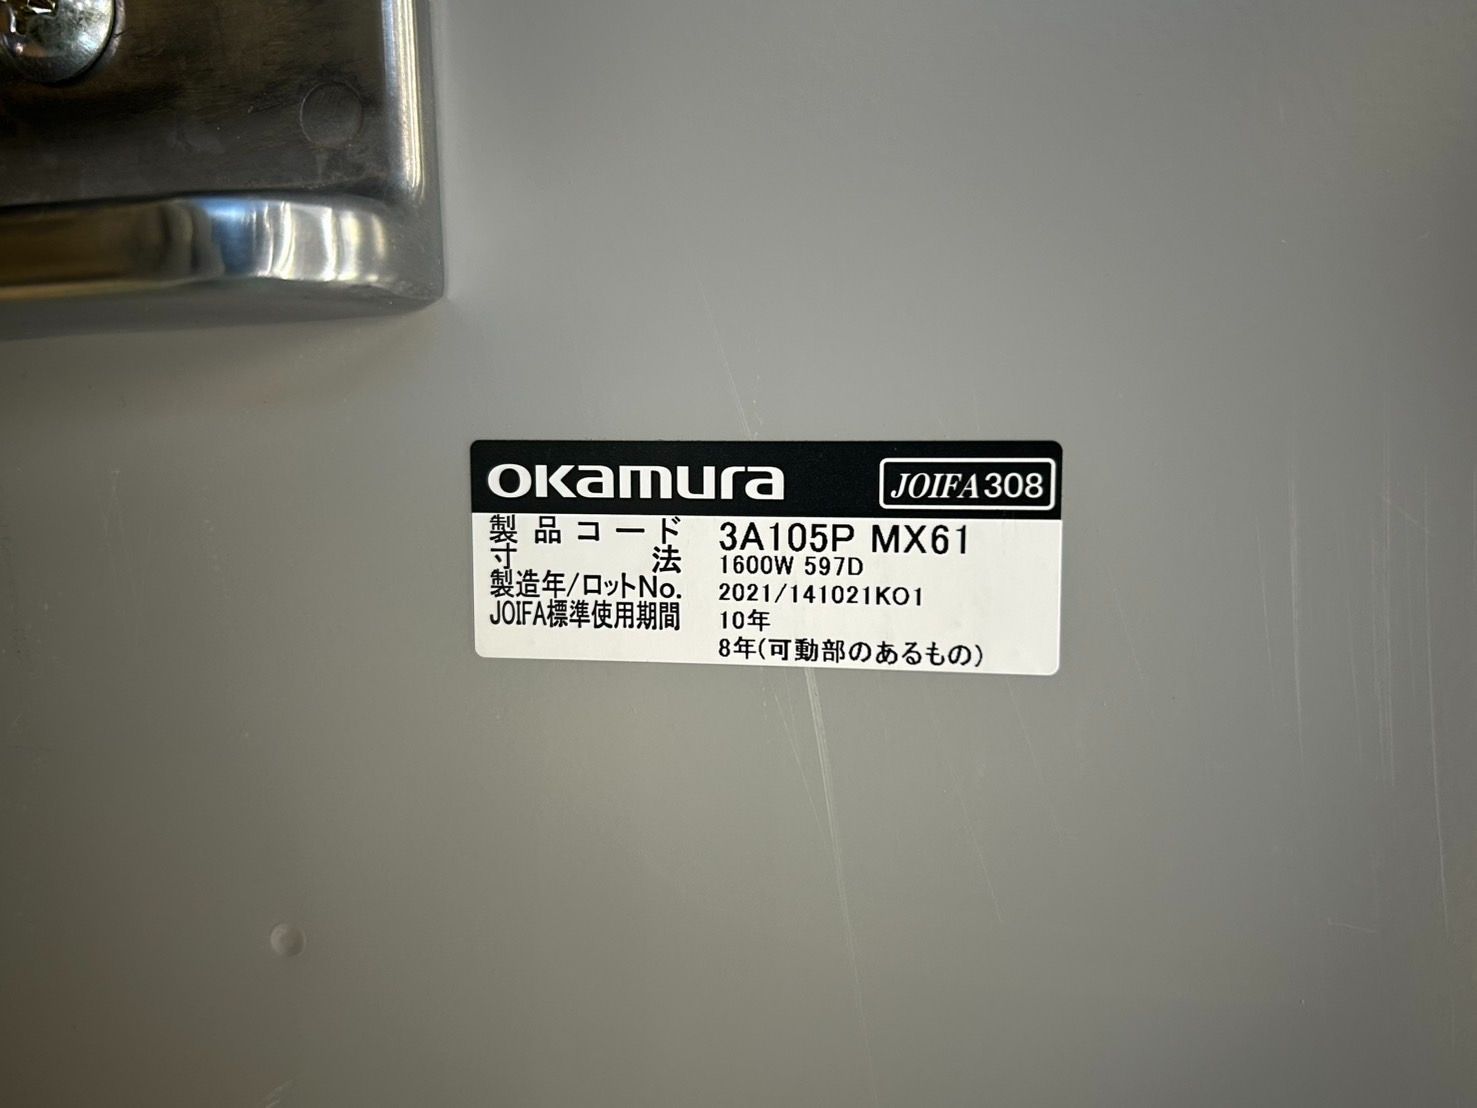 okamura JOIFA308
製品コード 3A105P MX61
寸法 1600W 597D
製造年/ロットNo. 2021/141021K01
JOIFA標準使用期間 10年
8年(可動部のあるもの)